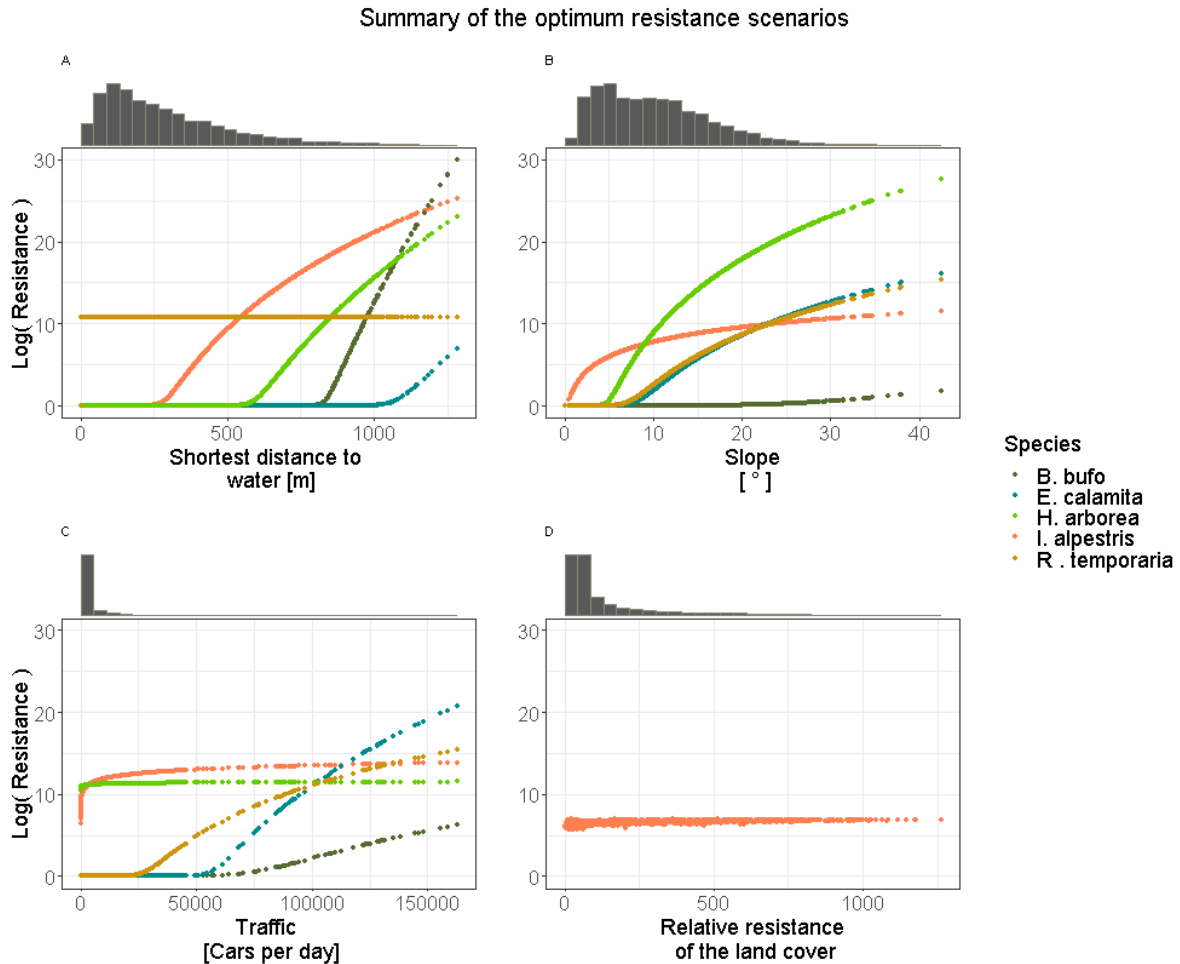 Summary of the optimum resistance scenarios
A
30
20
10
0
Log( Resistance )
0
500
1000
Shortest distance to
water [m]
B
30
20
10
0
0
10
20
30
40
Slope
[ ° ]
Species
B. bufo
E. calamita
H. arborea
I. alpestris
R . temporaria
C
30
20
10
0
Log( Resistance )
0
50000
100000
150000
Traffic
[Cars per day]
D
30
20
10
0
0
500
1000
Relative resistance
of the land cover